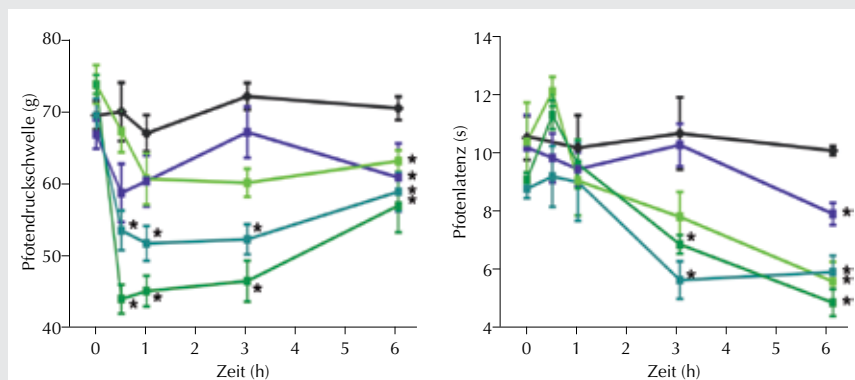 80
70
60
50
40
Pfotendruckschwelle (g)
0 1 2 3 4 5 6
Zeit (h)
* * * * * * * * *
14
12
10
8
6
4
Pfotenlatenz (s)
0 1 2 3 4 5 6
Zeit (h)
* * * * * *